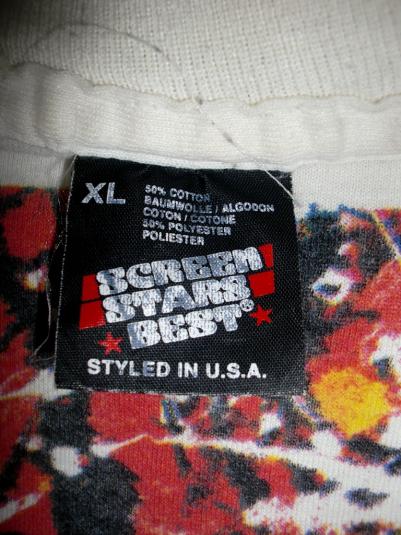 XL
50% COTTON
BAUMWOLLE / ALGODON
COTON / COTONE
50% POLYESTER
POLIESTER
SCREEN
STARS
BEST®
STYLED IN U.S.A.